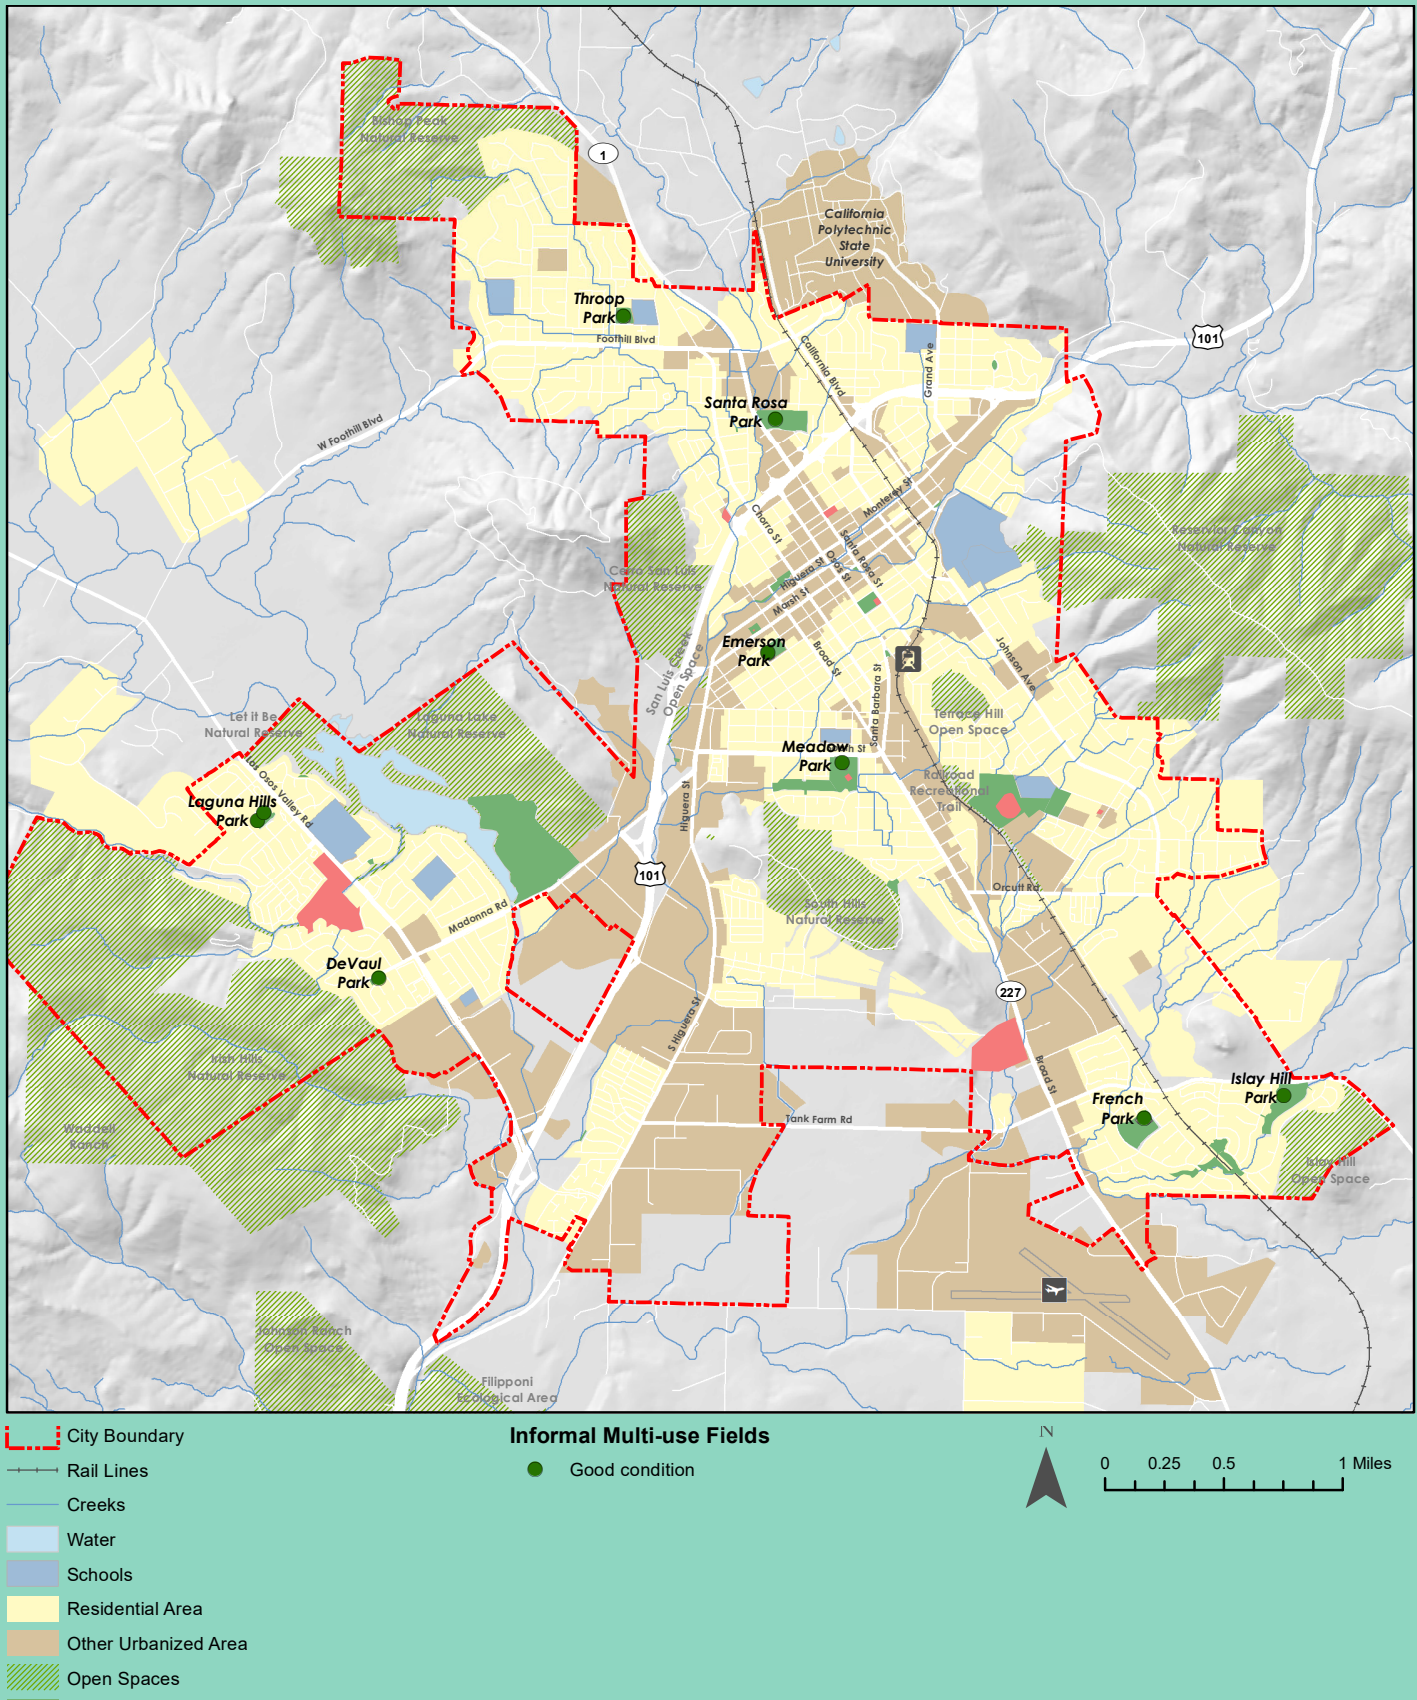 Bishop Peak
Natural Reserve
1
California
Polytechnic
State
University
Throop
Park
Foothill Blvd
California Blvd
Grand Ave
101
Santa Rosa
Park
W Foothill Blvd
Monterey St
Chorro St
Santa Rosa St
Osos St
Higuera St
Marsh St
Reservior Canyon
Natural Reserve
Cerro San Luis
Natural Reserve
Emerson
Park
Broad St
Johnson Ave
San Luis Creek
Open Space
Santa Barbara St
Terrace Hill
Open Space
Let it Be
Natural Reserve
Laguna Lake
Natural Reserve
Los Osos Valley Rd
Meadow
Park
Railroad
Recreational
Trail
Laguna Hills
Park
Higuera St
101
Orcutt Rd
South Hills
Natural Reserve
Madonna Rd
DeVaul
Park
227
S Higuera St
Irish Hills
Natural Reserve
Broad St
Islay Hill
Park
French
Park
Tank Farm Rd
Waddell
Ranch
Islay Hill
Open Space
Johnson Ranch
Open Space
Filipponi
Ecological Area
City Boundary
Rail Lines
Creeks
Water
Schools
Residential Area
Other Urbanized Area
Open Spaces
Informal Multi-use Fields
Good condition
N
0 0.25 0.5 1 Miles